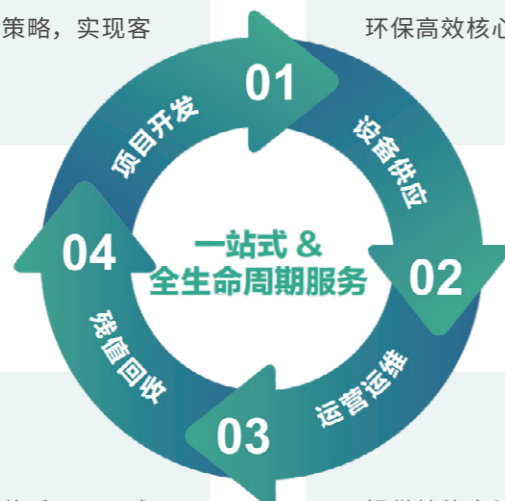 策略，实现客
环保高效核心
01
项目开发
设备供应
04
一站式 &
全生命周期服务
02
残值回收
运营运维
03